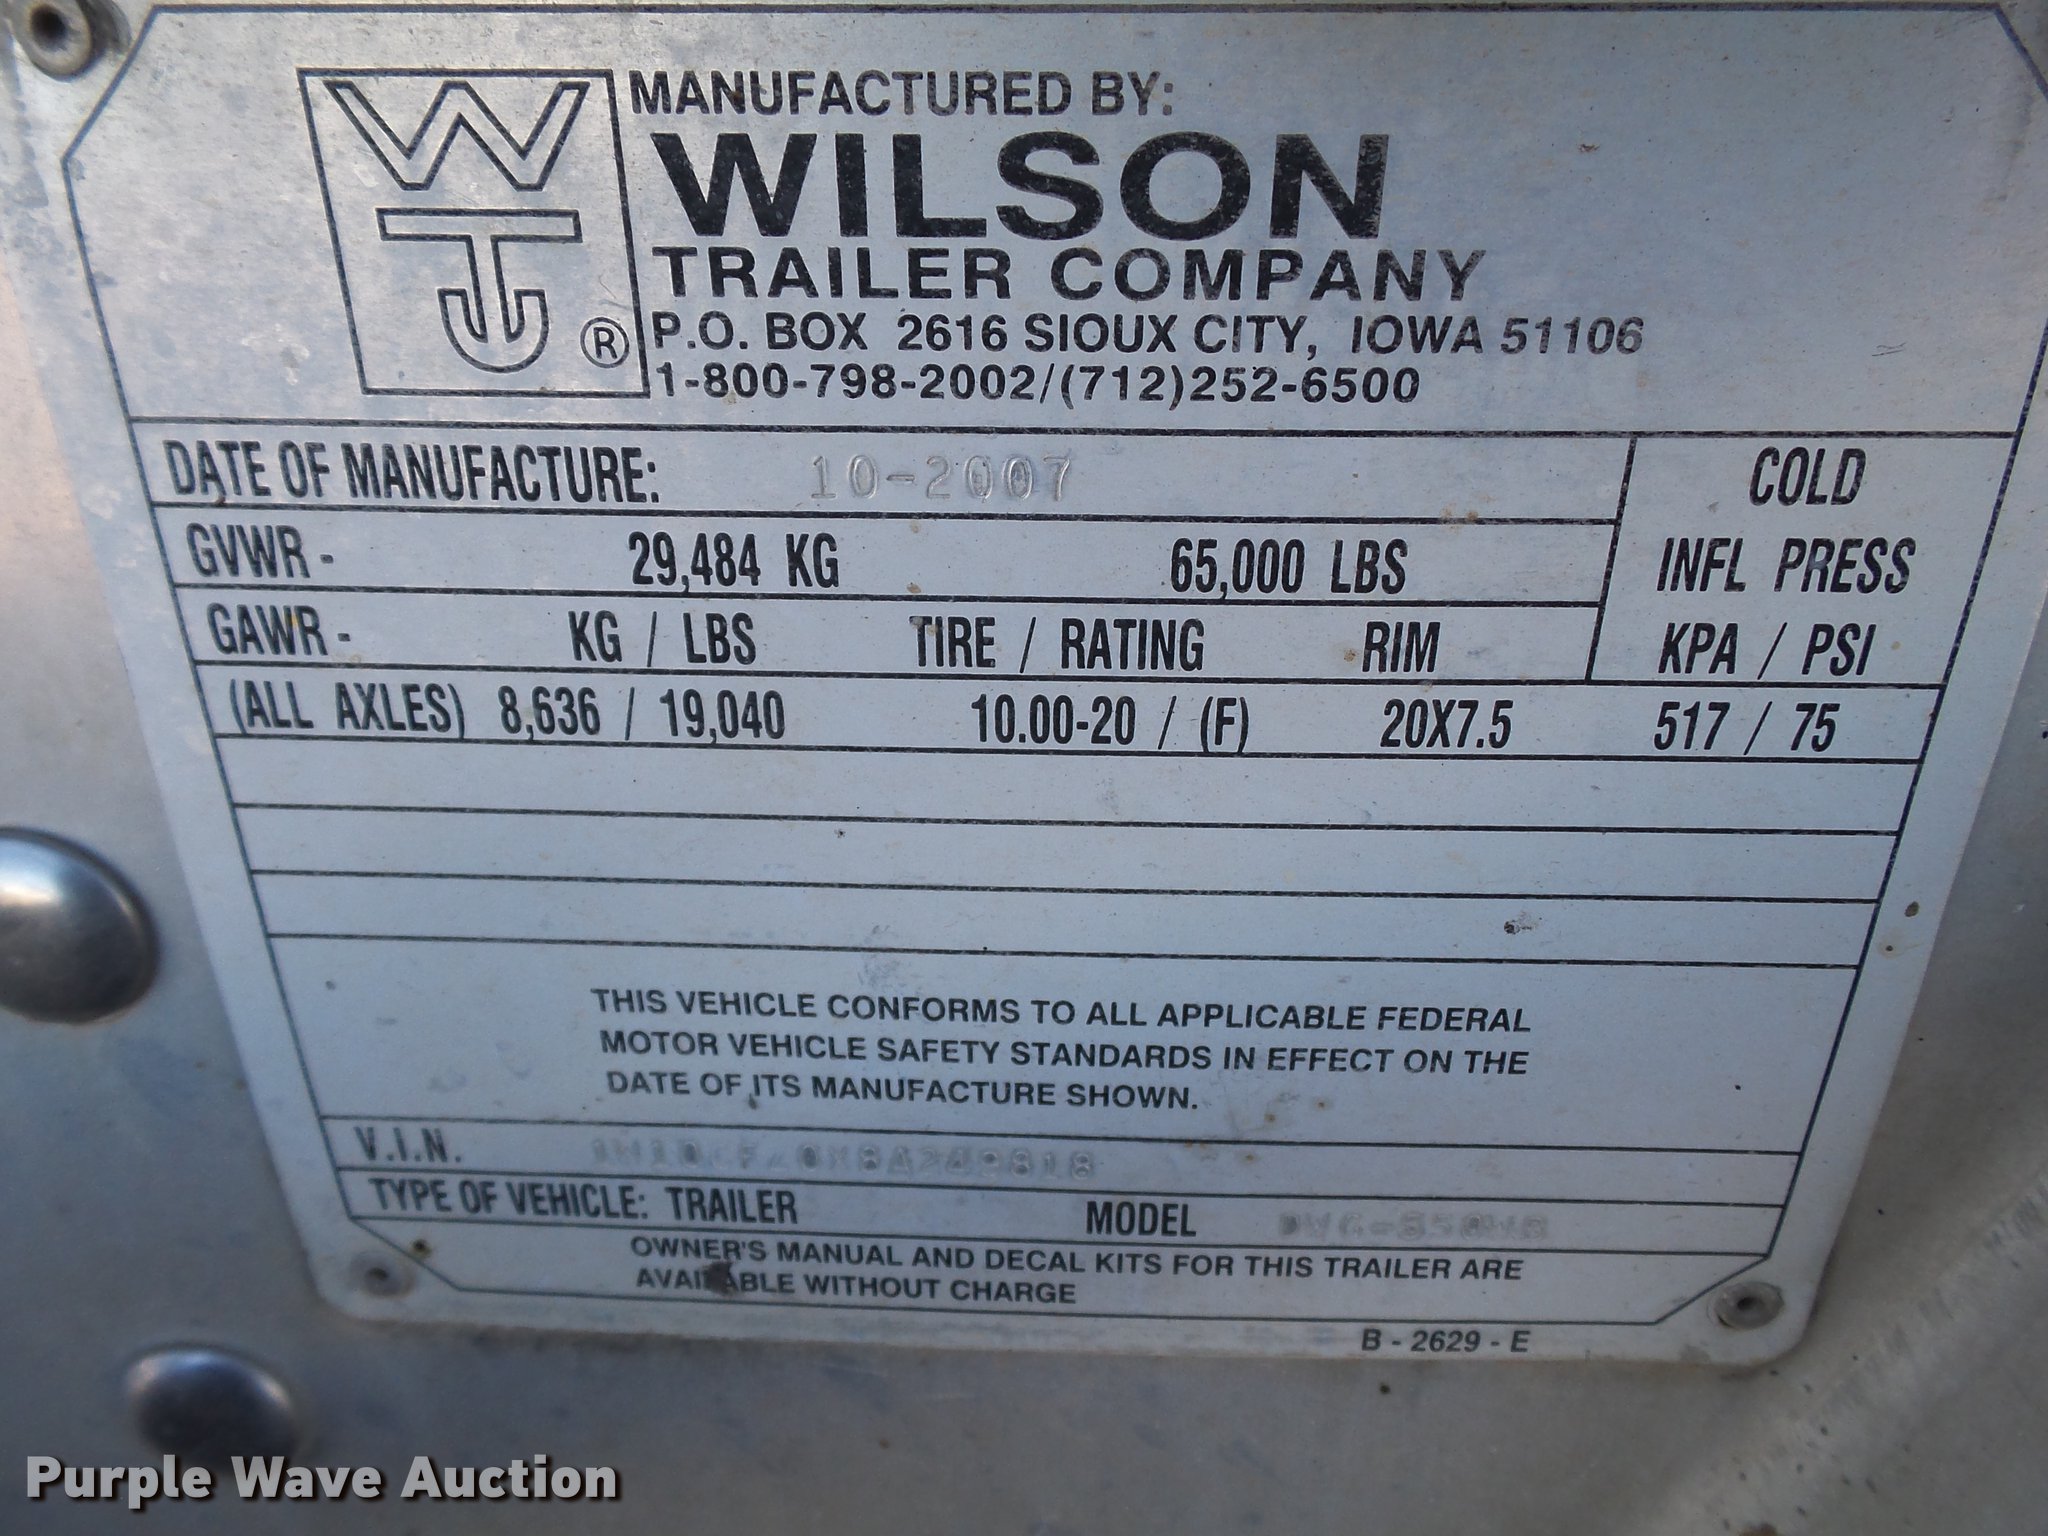 WT
®
MANUFACTURED BY:
WILSON
TRAILER COMPANY
P.O. BOX 2616 SIOUX CITY, IOWA 51106
1-800-798-2002/(712)252-6500
DATE OF MANUFACTURE: 10-2007
COLD
INFL PRESS
KPA / PSI
GVWR - 29,484 KG 65,000 LBS
GAWR - KG / LBS TIRE / RATING RIM
(ALL AXLES) 8,636 / 19,040 10.00-20 / (F) 20X7.5 517 / 75
THIS VEHICLE CONFORMS TO ALL APPLICABLE FEDERAL
MOTOR VEHICLE SAFETY STANDARDS IN EFFECT ON THE
DATE OF ITS MANUFACTURE SHOWN.
V.I.N.
TYPE OF VEHICLE: TRAILER MODEL
OWNER'S MANUAL AND DECAL KITS FOR THIS TRAILER ARE
AVAILABLE WITHOUT CHARGE
B - 2629 - E
Purple Wave Auction